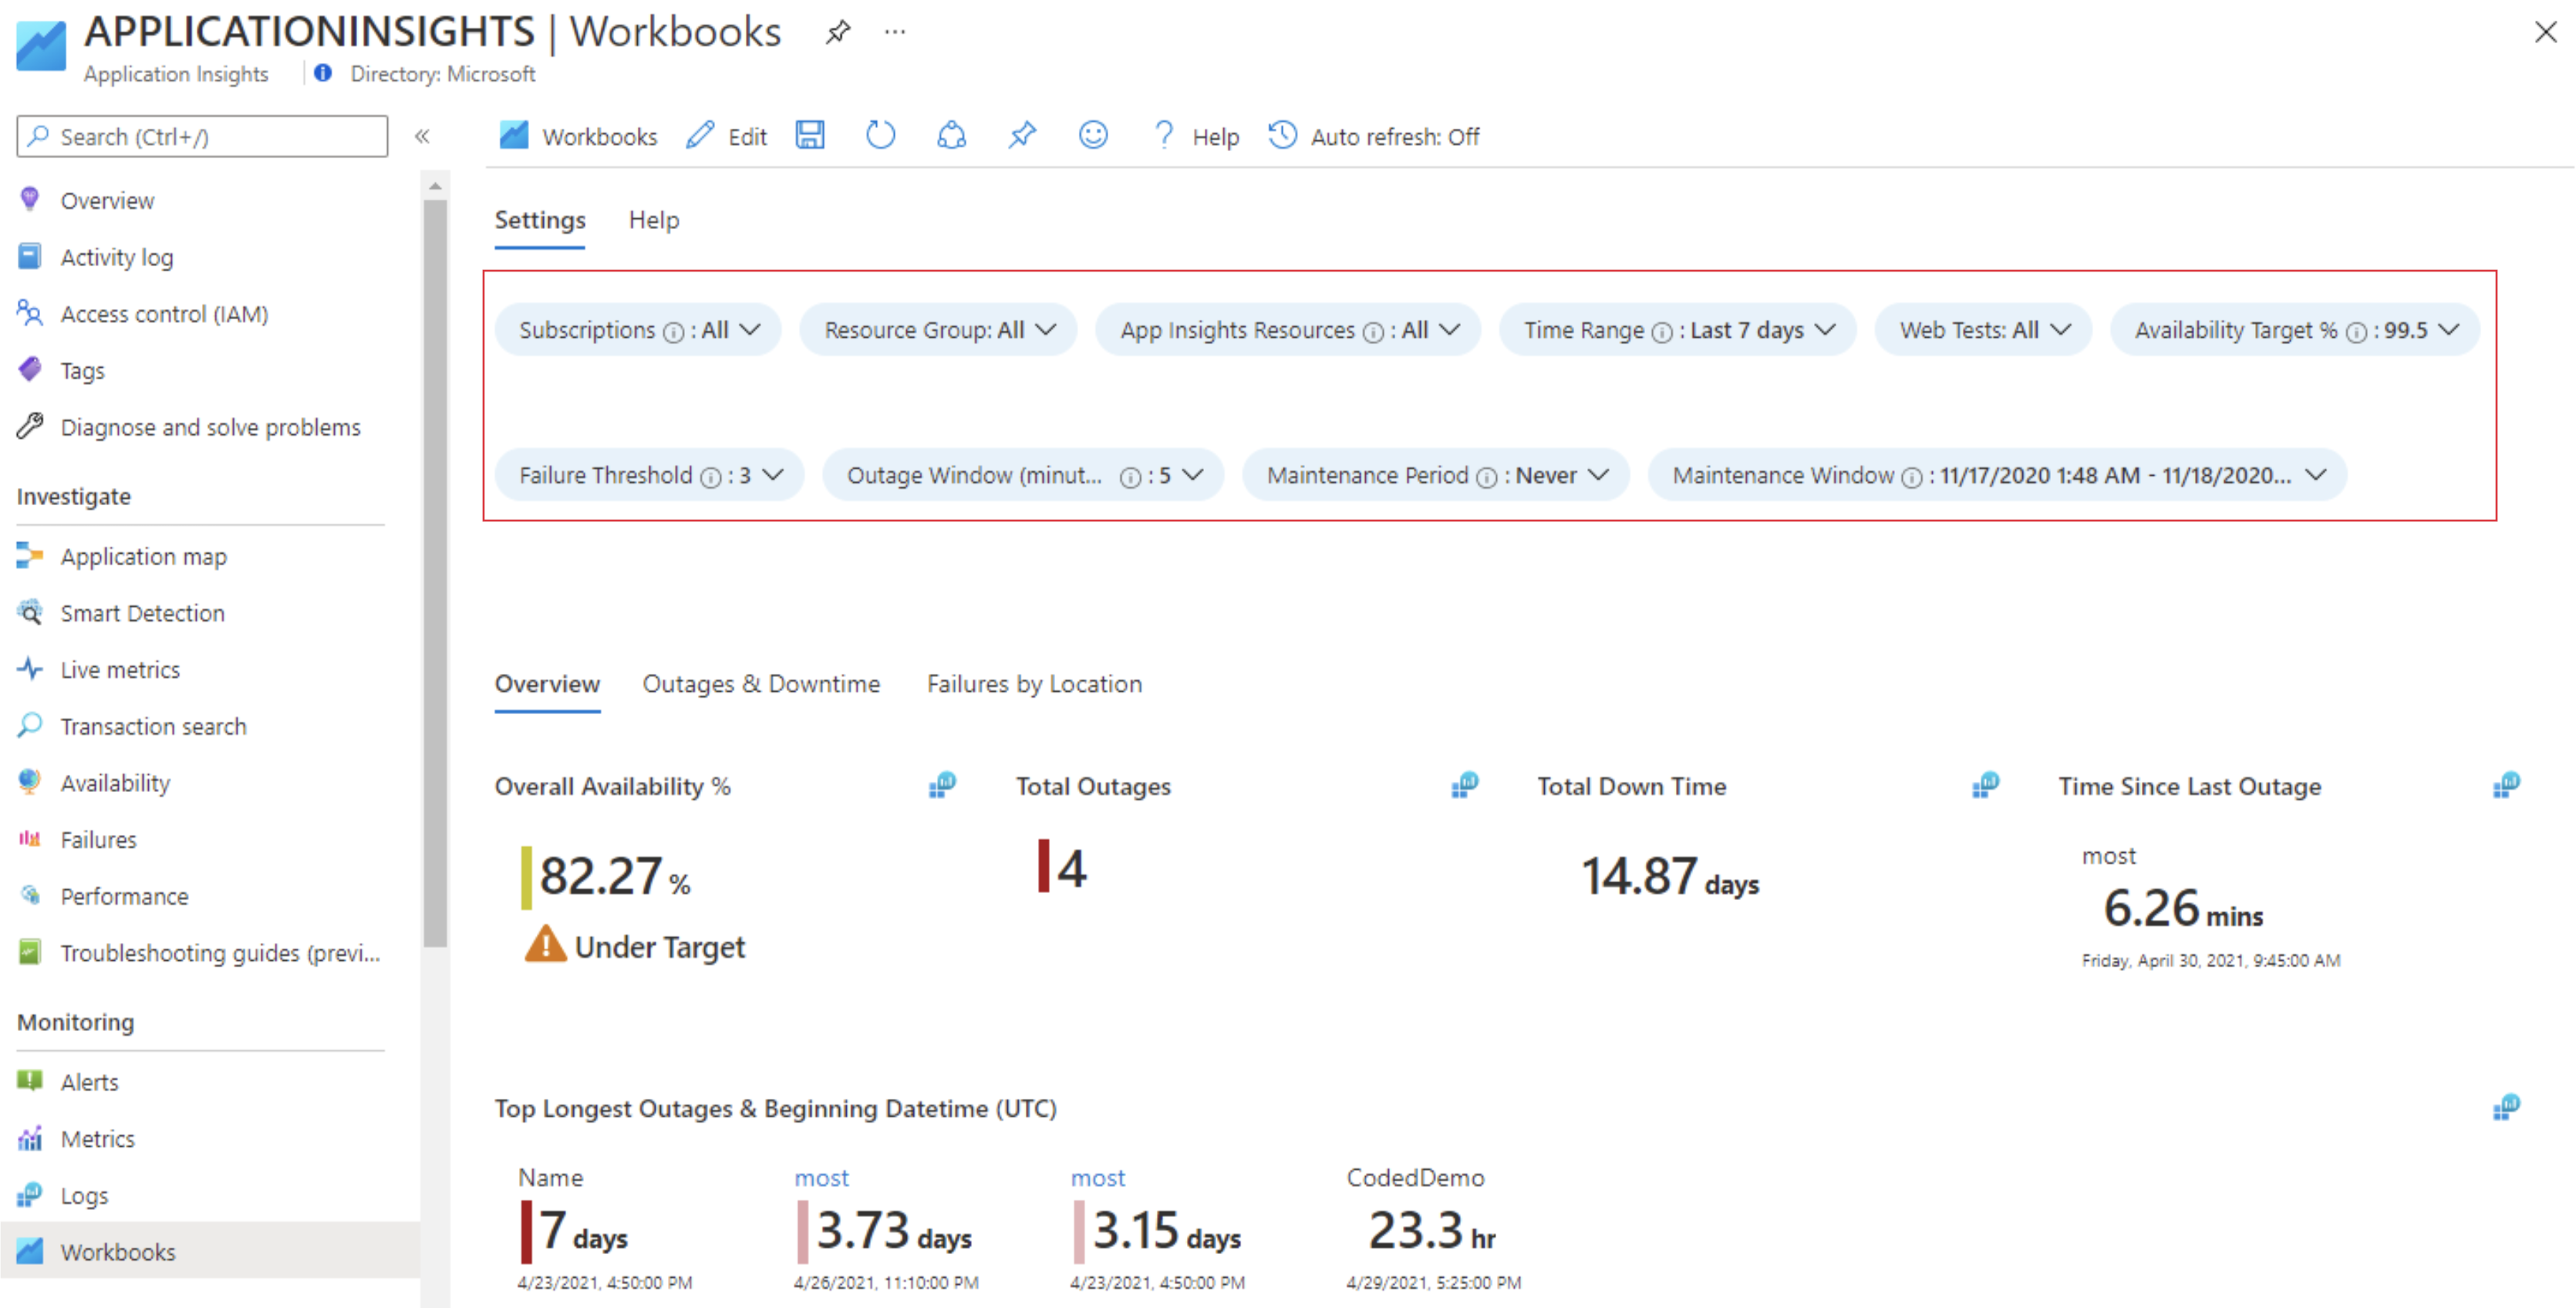 APPLICATIONINSIGHTS | Workbooks ...
Application Insights | Directory: Microsoft
Search (Ctrl+/)
Overview
Activity log
Access control (IAM)
Tags
Diagnose and solve problems
Investigate
Application map
Smart Detection
Live metrics
Transaction search
Availability
Failures
Performance
Troubleshooting guides (previ...
Monitoring
Alerts
Metrics
Logs
Workbooks
Workbooks Edit Help Auto refresh: Off
Settings Help
Subscriptions : All Resource Group: All App Insights Resources : All Time Range : Last 7 days Web Tests: All Availability Target % : 99.5
Failure Threshold : 3 Outage Window (minut... : 5 Maintenance Period : Never Maintenance Window : 11/17/2020 1:48 AM - 11/18/2020...
Overview Outages & Downtime Failures by Location
Overall Availability % Total Outages Total Down Time Time Since Last Outage
82.27 %
Under Target
4
14.87 days
most
6.26 mins
Friday, April 30, 2021, 9:45:00 AM
Top Longest Outages & Beginning Datetime (UTC)
Name most most CodedDemo
7 days 3.73 days 3.15 days 23.3 hr
4/23/2021, 4:50:00 PM 4/26/2021, 11:10:00 PM 4/23/2021, 4:50:00 PM 4/29/2021, 5:25:00 PM